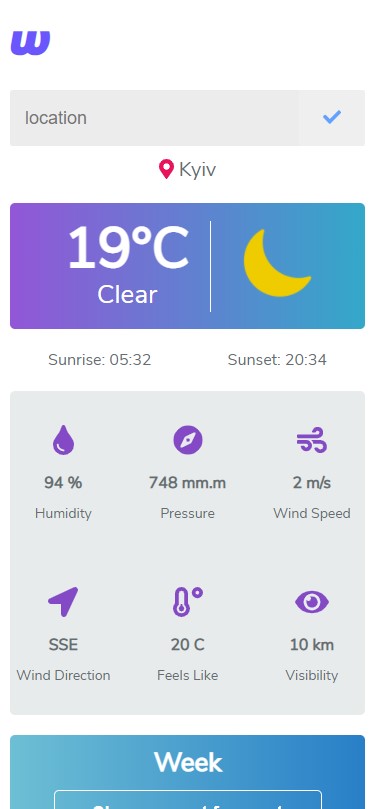 w
location
Kyiv
19°C
Clear
Sunrise: 05:32
Sunset: 20:34
94 %
748 mm.m
2 m/s
Humidity
Pressure
Wind Speed
SSE
20 C
10 km
Wind Direction
Feels Like
Visibility
Week